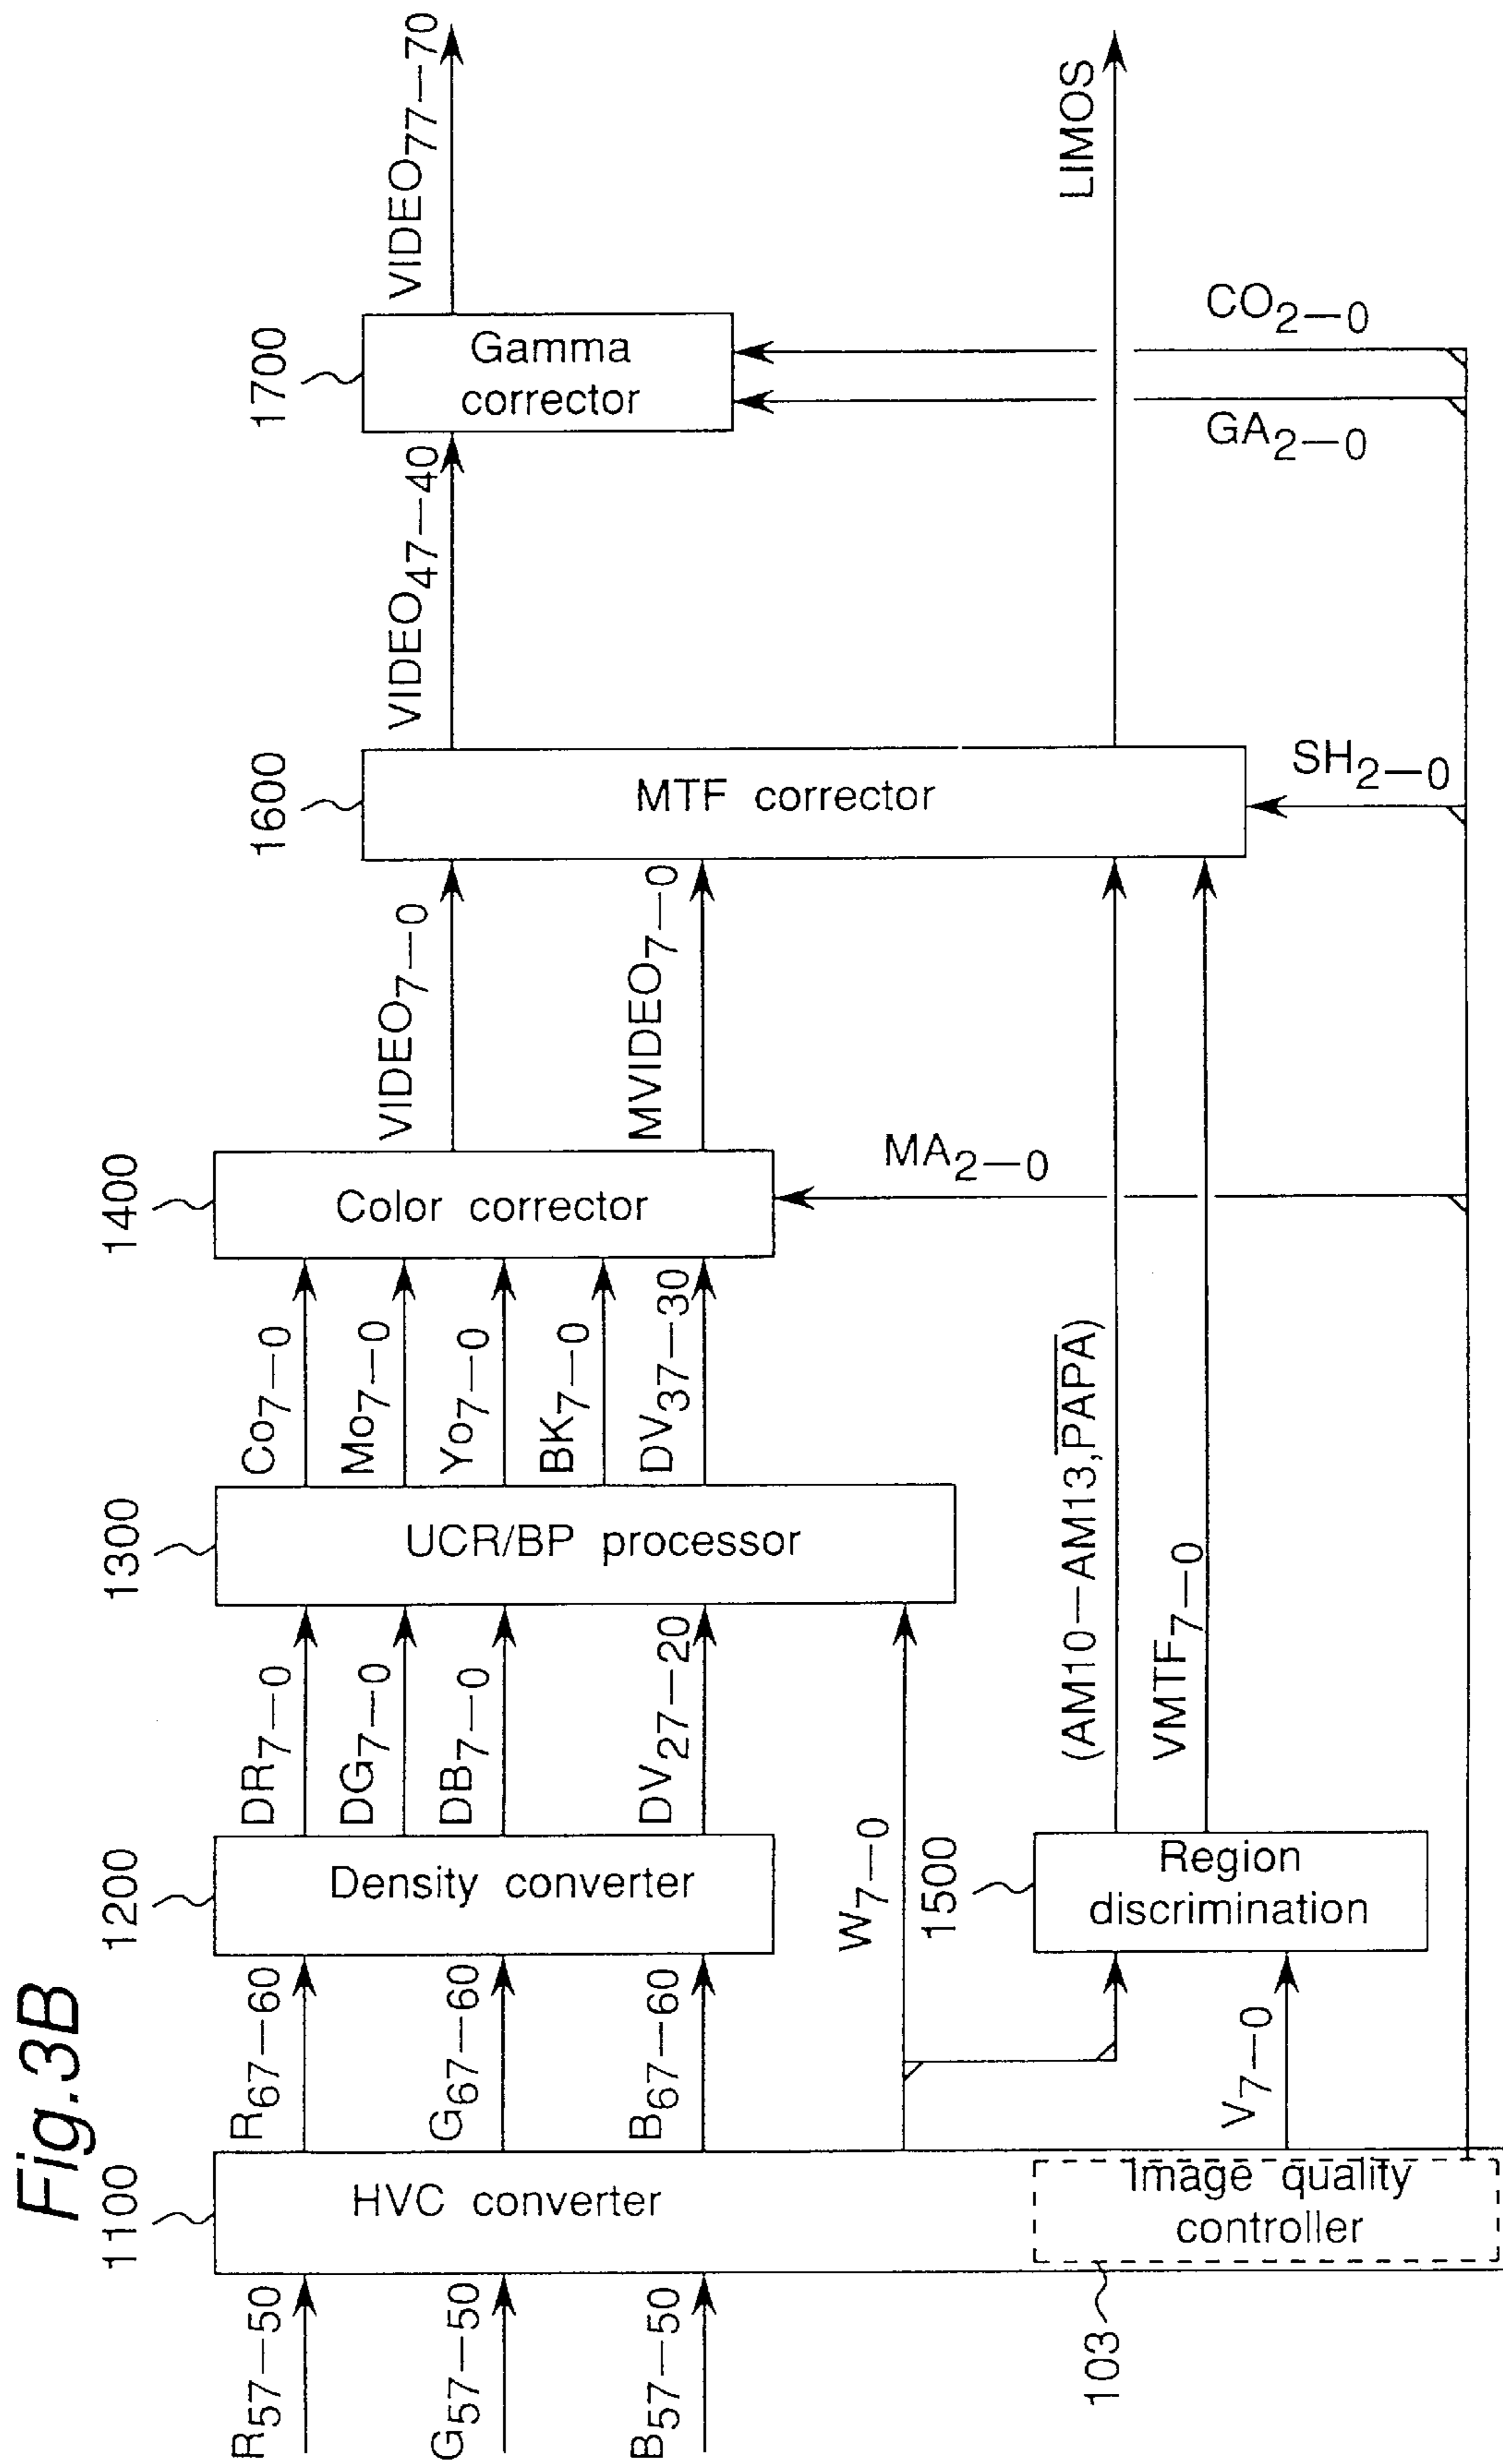 Fig.3B
R57—50
G57—50
B57—50
1100
HVC converter
103
Image quality
controller
R67—60
G67—60
B67—60
W7—0
V7—0
1200
Density converter
1500
Region
discrimination
DR7—0
DG7—0
DB7—0
DV27—20
1300
UCR/BP processor
Co7—0
Mo7—0
Yo7—0
BK7—0
DV37—30
(AM10—AM13,P̅A̅P̅A̅)
VMTF7—0
1400
Color corrector
MA2—0
VIDEO7—0
MVIDEO7—0
1600
MTF corrector
SH2—0
VIDEO47—40
1700
Gamma
corrector
GA2—0
CO2—0
VIDEO77—70
LIMOS